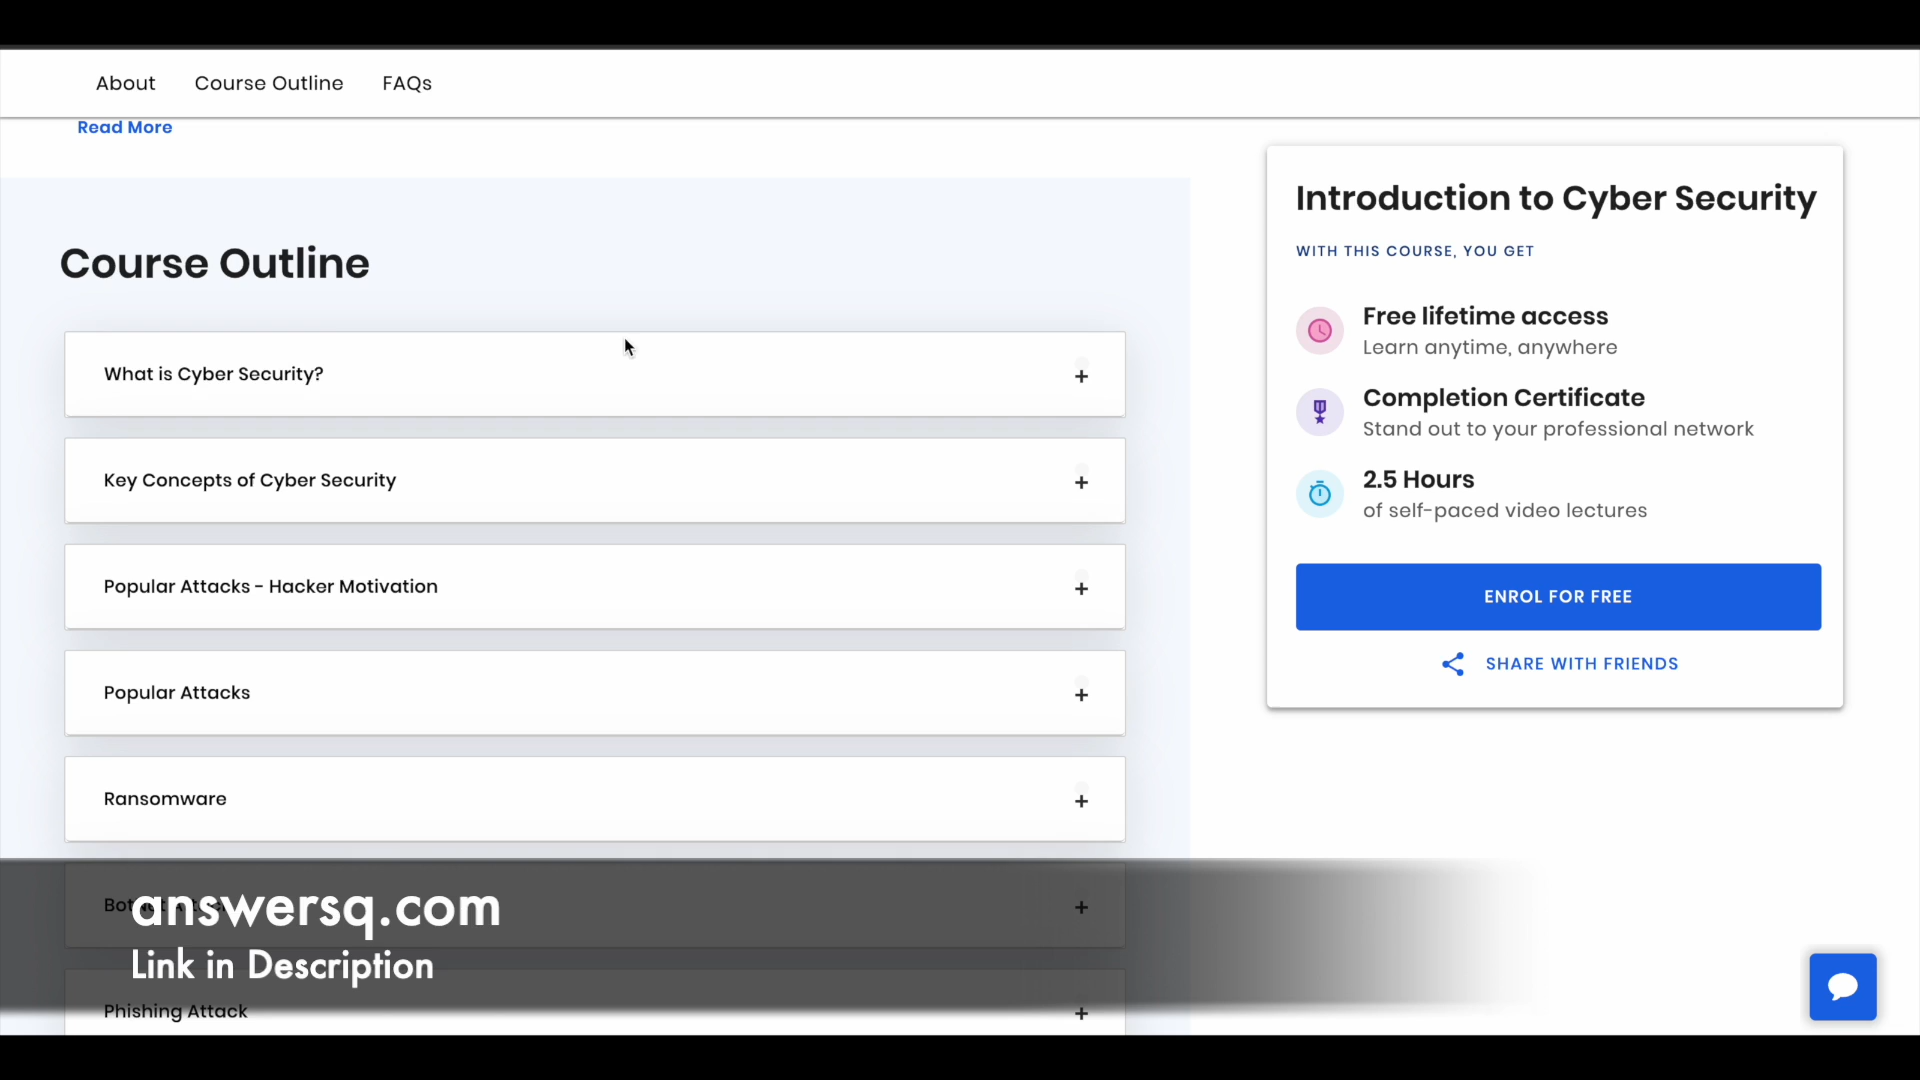 About
Course Outline
FAQs
Read More
Course Outline
What is Cyber Security?
Key Concepts of Cyber Security
Popular Attacks - Hacker Motivation
Popular Attacks
Ransomware
answersq.com
Link in Description
Phishing Attack
Introduction to Cyber Security
WITH THIS COURSE, YOU GET
Free lifetime access
Learn anytime, anywhere
Completion Certificate
Stand out to your professional network
2.5 Hours
of self-paced video lectures
ENROL FOR FREE
SHARE WITH FRIENDS